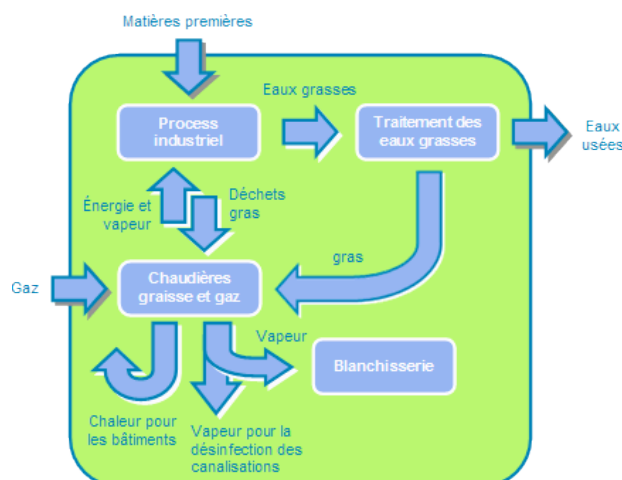 Matières premières
Eaux grasses
Process
industriel
Traitement des
eaux grasses
Eaux
usées
Énergie et
vapeur
Déchets
gras
gras
Gaz
Chaudières
graisse et gaz
Vapeur
Blanchisserie
Chaleur pour
les bâtiments
Vapeur pour la
désinfection des
canalisations